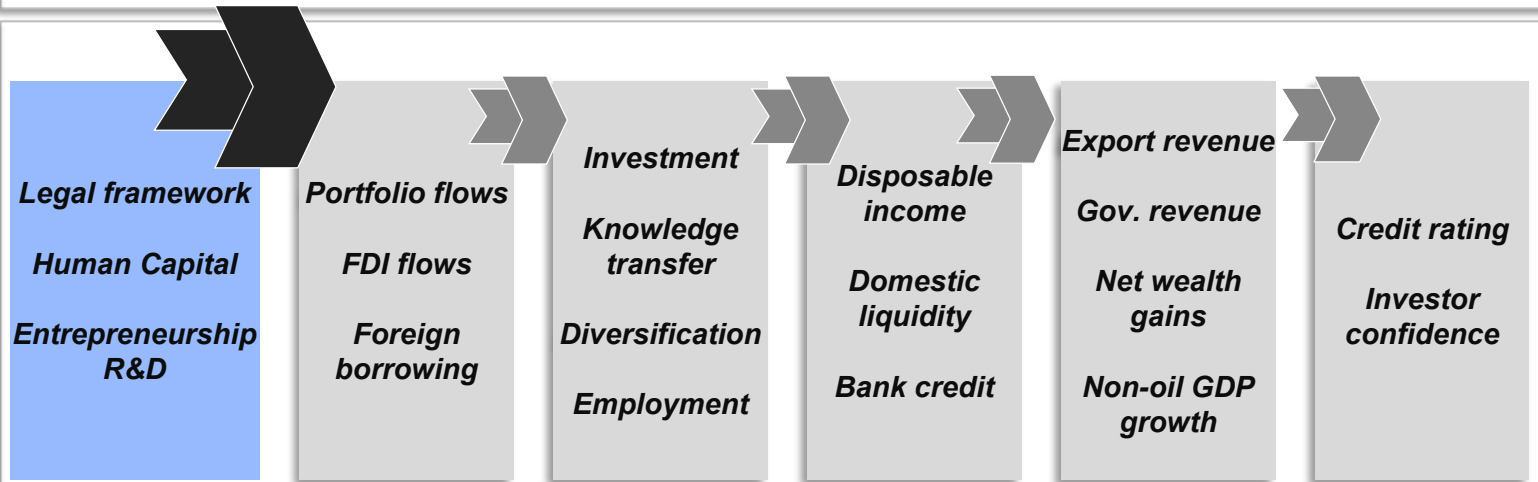 Legal framework
Human Capital
Entrepreneurship
R&D
Portfolio flows
FDI flows
Foreign
borrowing
Investment
Knowledge
transfer
Diversification
Employment
Disposable
income
Domestic
liquidity
Bank credit
Export revenue
Gov. revenue
Net wealth
gains
Non-oil GDP
growth
Credit rating
Investor
confidence